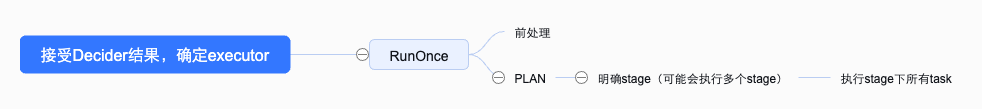 接受Decider结果，确定executor
RunOnce
前处理
PLAN
明确stage（可能会执行多个stage）
执行stage下所有task